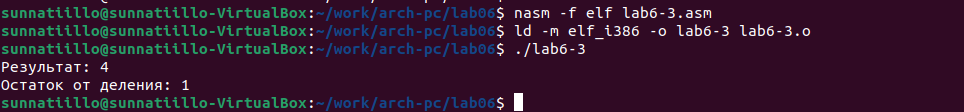 sunnatiillo@sunnatiillo-VirtualBox:~/work/arch-pc/lab06$ nasm -f elf lab6-3.asm
sunnatiillo@sunnatiillo-VirtualBox:~/work/arch-pc/lab06$ ld -m elf_i386 -o lab6-3 lab6-3.o
sunnatiillo@sunnatiillo-VirtualBox:~/work/arch-pc/lab06$ ./lab6-3
Результат: 4
Остаток от деления: 1
sunnatiillo@sunnatiillo-VirtualBox:~/work/arch-pc/lab06$